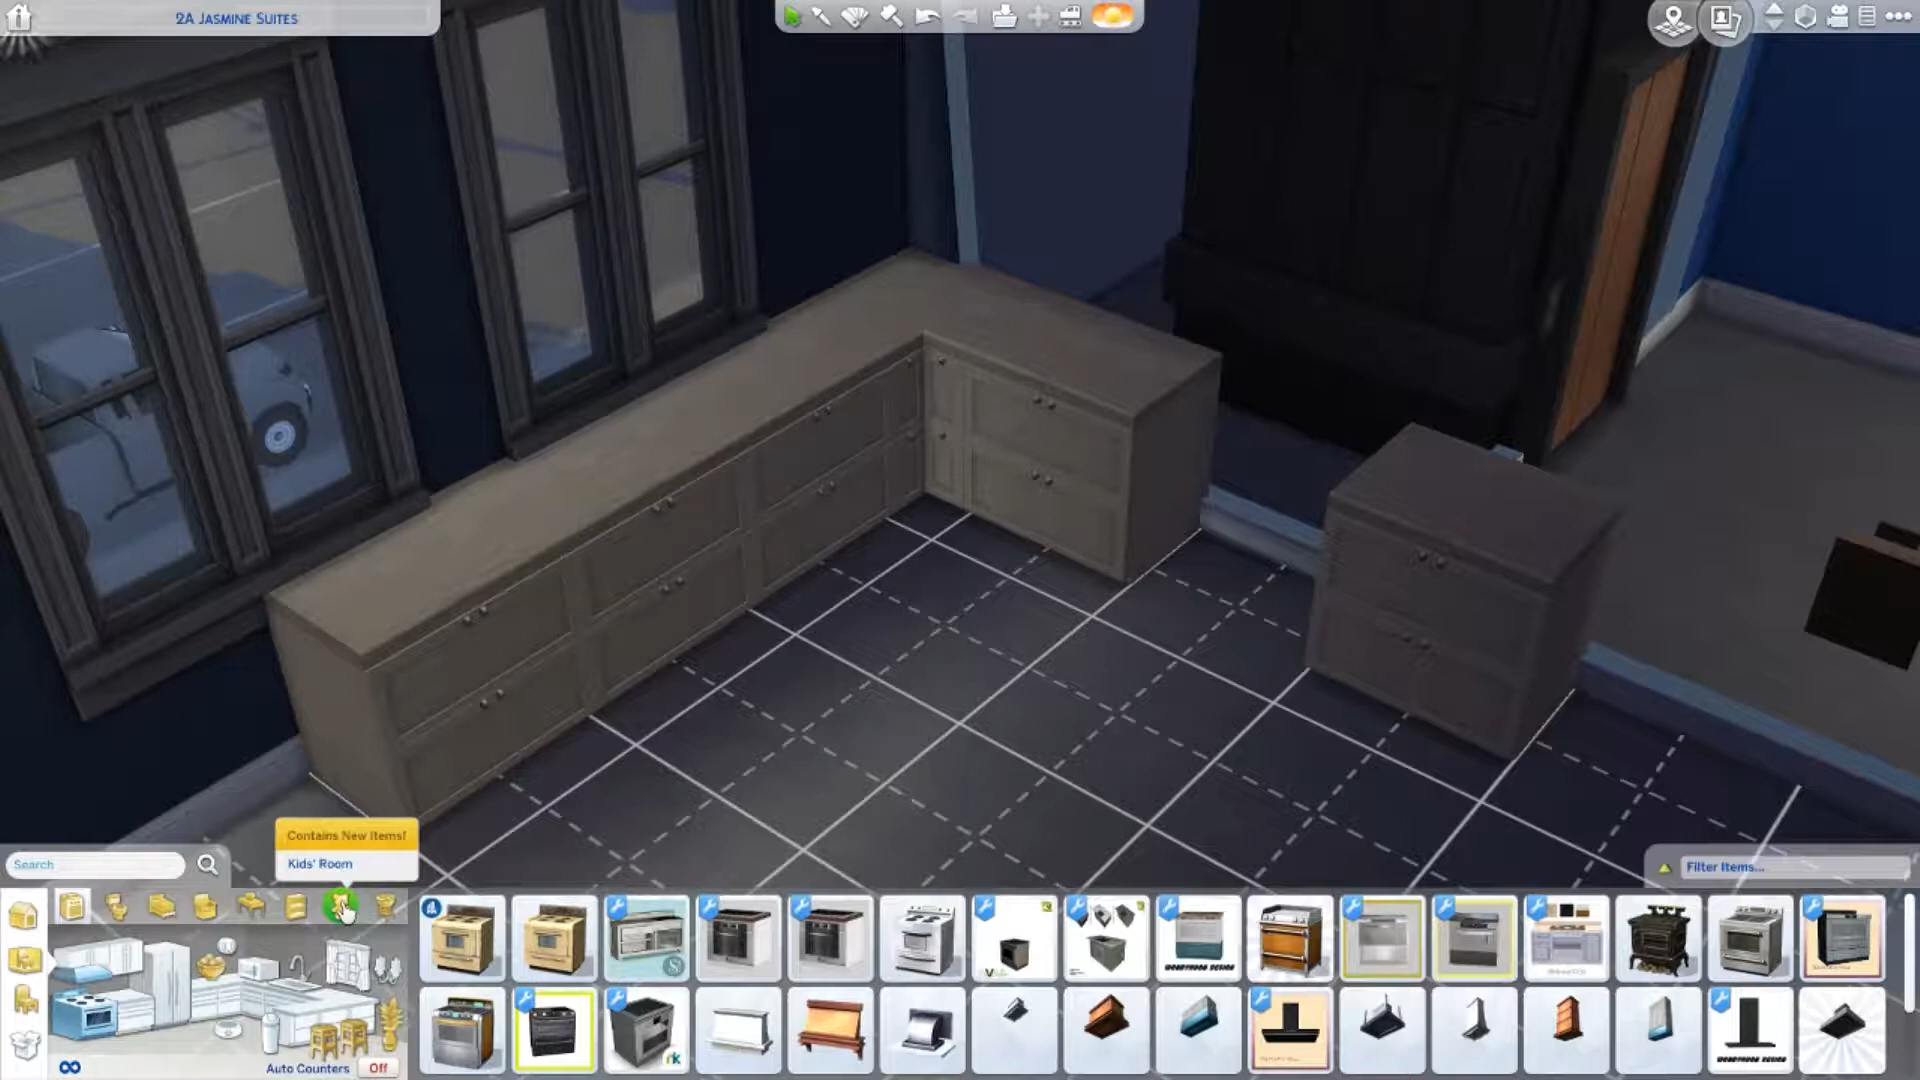 2A Jasmine Suites
Contains New Items!
Kids' Room
Search
Filter Items...
Auto Counters
Off